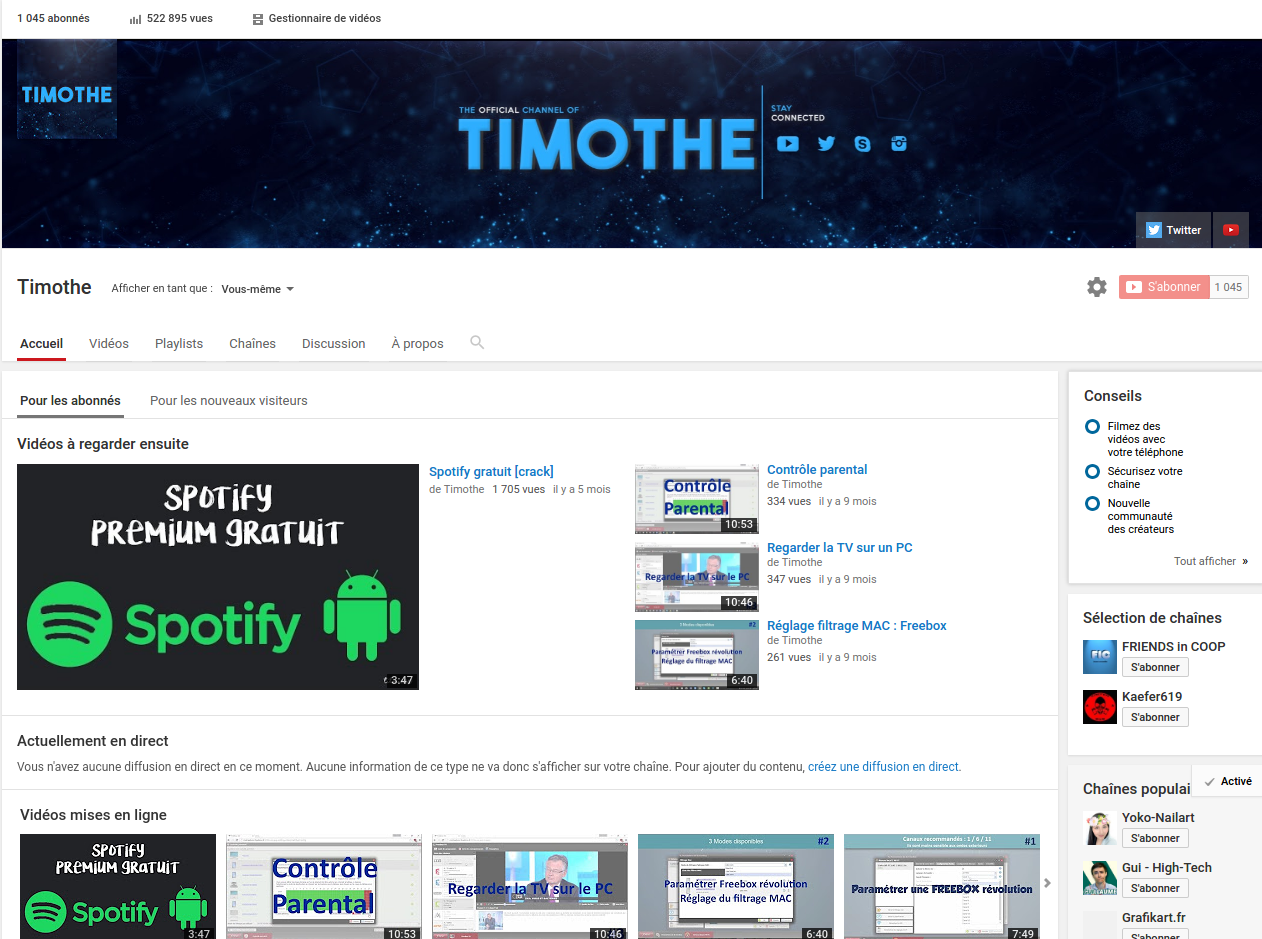 1 045 abonnés
522 895 vues
Gestionnaire de vidéos
TIMOTHE
THE OFFICIAL CHANNEL OF
TIMOTHE
STAY
CONNECTED
Twitter
Timothe
Afficher en tant que : Vous-même
S'abonner 1 045
Accueil Vidéos Playlists Chaînes Discussion À propos
Pour les abonnés Pour les nouveaux visiteurs
Vidéos à regarder ensuite
SPOTIFY
PREMIUM GRATUIT
Spotify
3:47
Spotify gratuit [crack]
de Timothe 1 705 vues il y a 5 mois
Contrôle
Parental
10:53
Contrôle parental
de Timothe
334 vues il y a 9 mois
Regarder la TV sur le PC
10:46
Regarder la TV sur un PC
de Timothe
347 vues il y a 9 mois
3 Modes disponibles
#2
Paramétrer Freebox révolution
Réglage du filtrage MAC
6:40
Réglage filtrage MAC : Freebox
de Timothe
261 vues il y a 9 mois
Actuellement en direct
Vous n'avez aucune diffusion en direct en ce moment. Aucune information de ce type ne va donc s'afficher sur votre chaîne. Pour ajouter du contenu, créez une diffusion en direct.
Vidéos mises en ligne
SPOTIFY
PREMIUM GRATUIT
Spotify
3:47
Contrôle
Parental
10:53
Regarder la TV sur le PC
10:46
3 Modes disponibles
#2
Paramétrer Freebox révolution
Réglage du filtrage MAC
6:40
Canaux recommandés : 1 / 6 / 11
#1
Paramétrer une FREEBOX révolution
7:49
Conseils
Filmez des
vidéos avec
votre téléphone
Sécurisez votre
chaine
Nouvelle
communauté
des créateurs
Tout afficher »
Sélection de chaînes
FRIENDS in COOP
S'abonner
Kaefer619
S'abonner
Chaînes populai
Activé
Yoko-Nailart
S'abonner
Gui - High-Tech
S'abonner
Grafikart.fr
S'abonner